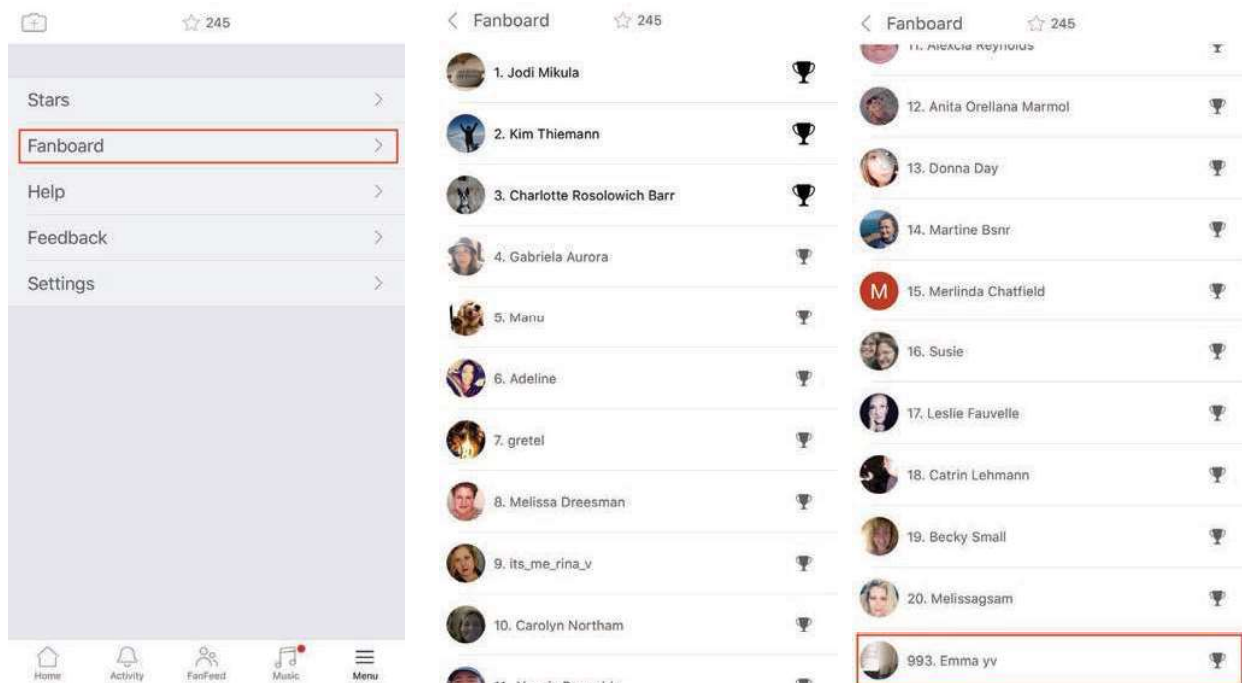 245
Stars
Fanboard
Help
Feedback
Settings
Home
Activity
FanFeed
Music
Menu
Fanboard
245
1. Jodi Mikula
2. Kim Thiemann
3. Charlotte Rosolowich Barr
4. Gabriela Aurora
5. Manu
6. Adeline
7. gretel
8. Melissa Dreesman
9. its_me_rina_v
10. Carolyn Northam
Fanboard
245
11. Alexcia Reynolds
12. Anita Orellana Marmol
13. Donna Day
14. Martine Bsnr
M
15. Merlinda Chatfield
16. Susie
17. Leslie Fauvelle
18. Catrin Lehmann
19. Becky Small
20. Melissagsam
993. Emma yv